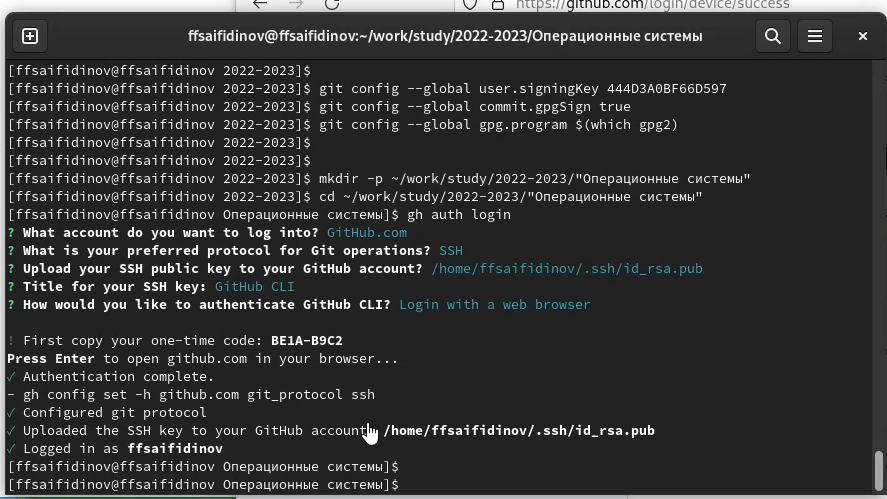 https://github.com/login/device/success
ffsaifidinov@ffsaifidinov:~/work/study/2022-2023/Операционные системы
[ffsaifidinov@ffsaifidinov 2022-2023]$
[ffsaifidinov@ffsaifidinov 2022-2023]$ git config --global user.signingKey 444D3A0BF66D597
[ffsaifidinov@ffsaifidinov 2022-2023]$ git config --global commit.gpgSign true
[ffsaifidinov@ffsaifidinov 2022-2023]$ git config --global gpg.program $(which gpg2)
[ffsaifidinov@ffsaifidinov 2022-2023]$
[ffsaifidinov@ffsaifidinov 2022-2023]$
[ffsaifidinov@ffsaifidinov 2022-2023]$ mkdir -p ~/work/study/2022-2023/"Операционные системы"
[ffsaifidinov@ffsaifidinov 2022-2023]$ cd ~/work/study/2022-2023/"Операционные системы"
[ffsaifidinov@ffsaifidinov Операционные системы]$ gh auth login
? What account do you want to log into? GitHub.com
? What is your preferred protocol for Git operations? SSH
? Upload your SSH public key to your GitHub account? /home/ffsaifidinov/.ssh/id_rsa.pub
? Title for your SSH key: GitHub CLI
? How would you like to authenticate GitHub CLI? Login with a web browser
! First copy your one-time code: BE1A-B9C2
Press Enter to open github.com in your browser...
✓ Authentication complete.
- gh config set -h github.com git_protocol ssh
✓ Configured git protocol
✓ Uploaded the SSH key to your GitHub account: /home/ffsaifidinov/.ssh/id_rsa.pub
✓ Logged in as ffsaifidinov
[ffsaifidinov@ffsaifidinov Операционные системы]$
[ffsaifidinov@ffsaifidinov Операционные системы]$